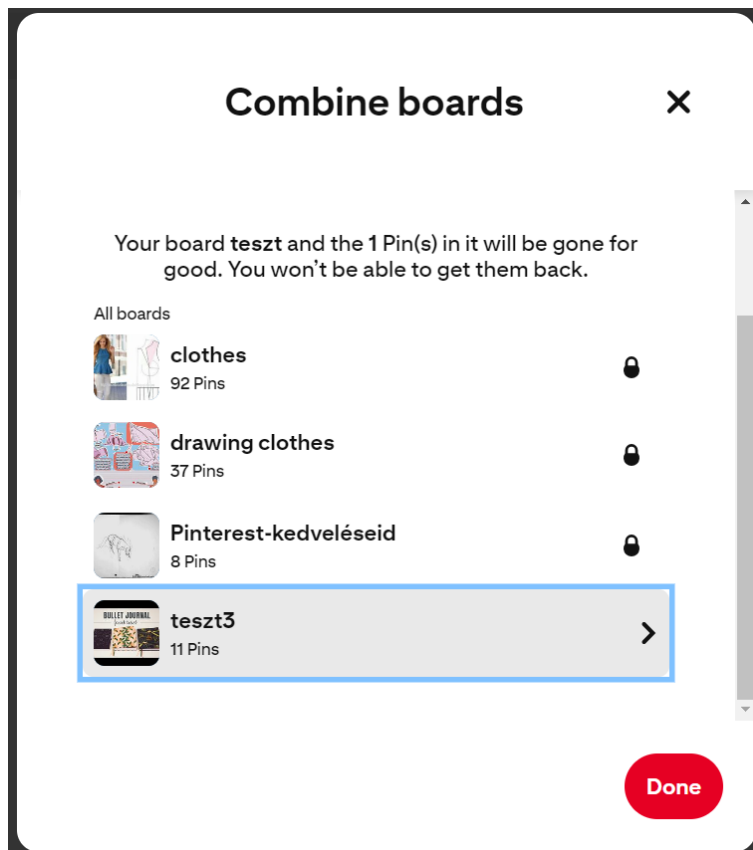 Combine boards
Your board teszt and the 1 Pin(s) in it will be gone for
good. You won’t be able to get them back.
All boards
clothes
92 Pins
drawing clothes
37 Pins
Pinterest-kedveléseid
8 Pins
BULLET JOURNAL
teszt3
11 Pins
Done